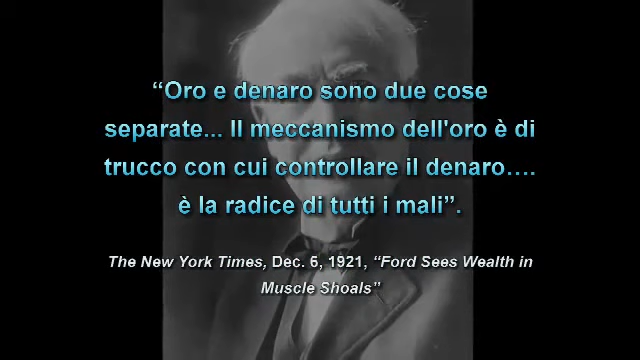 “Oro e denaro sono due cose
separate... Il meccanismo dell'oro è di
trucco con cui controllare il denaro….
è la radice di tutti i mali”.
The New York Times, Dec. 6, 1921, “Ford Sees Wealth in
Muscle Shoals”